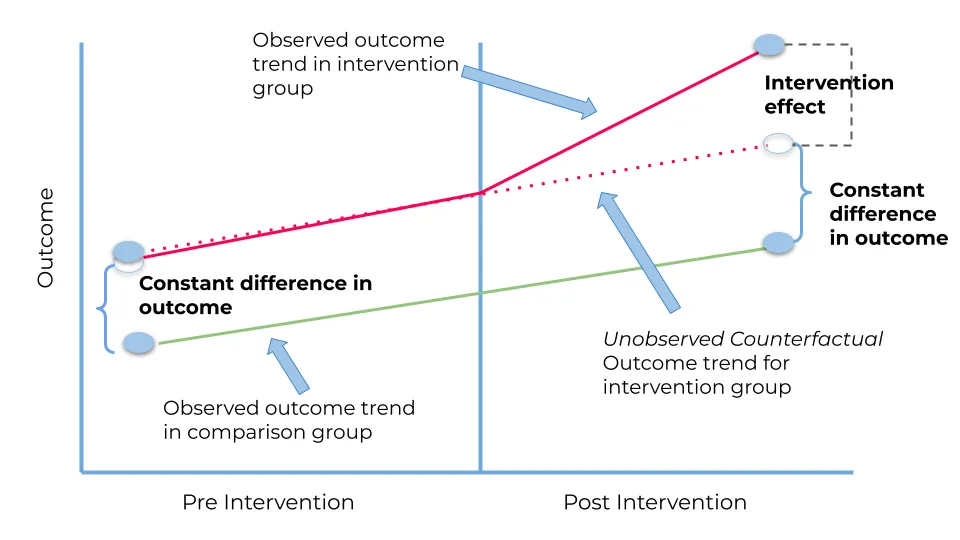 Observed outcome
trend in intervention
group
Intervention
effect
Constant
difference
in outcome
Outcome
Constant difference in
outcome
Unobserved Counterfactual
Outcome trend for
intervention group
Observed outcome trend
in comparison group
Pre Intervention
Post Intervention